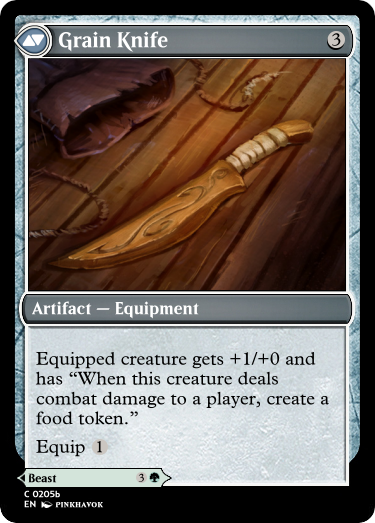 Grain Knife 3
Artifact — Equipment
Equipped creature gets +1/+0 and
has “When this creature deals
combat damage to a player, create a
food token.”
Equip 1
Beast 3
C 0205b
EN PINKHAVOK